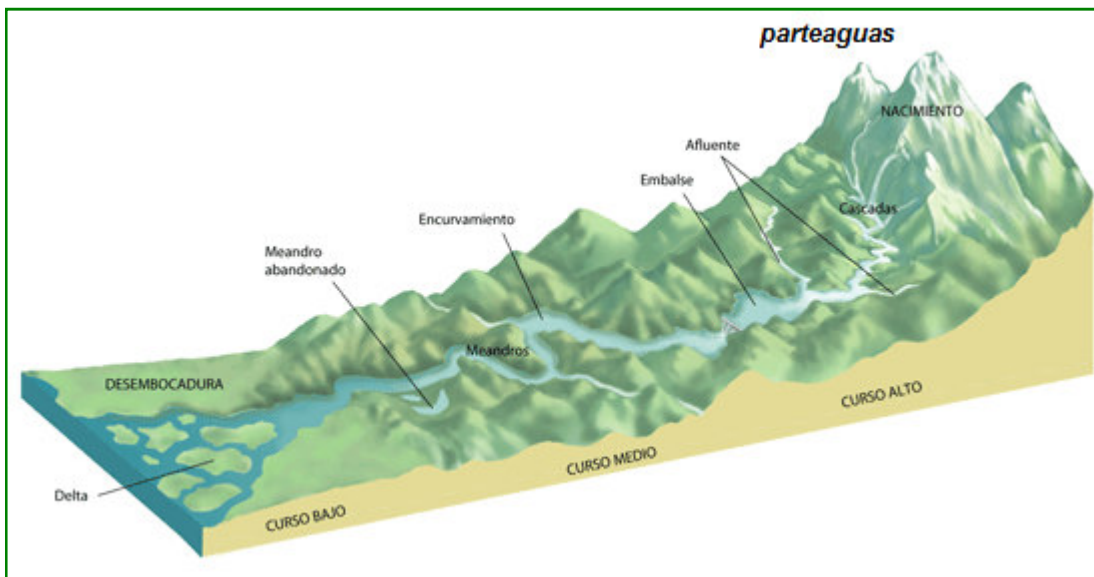 parteaguas
NACIMIENTO
Afluente
Embalse
Cascadas
Encurvamiento
Meandro
abandonado
Meandros
DESEMBOCADURA
CURSO ALTO
CURSO MEDIO
Delta
CURSO BAJO